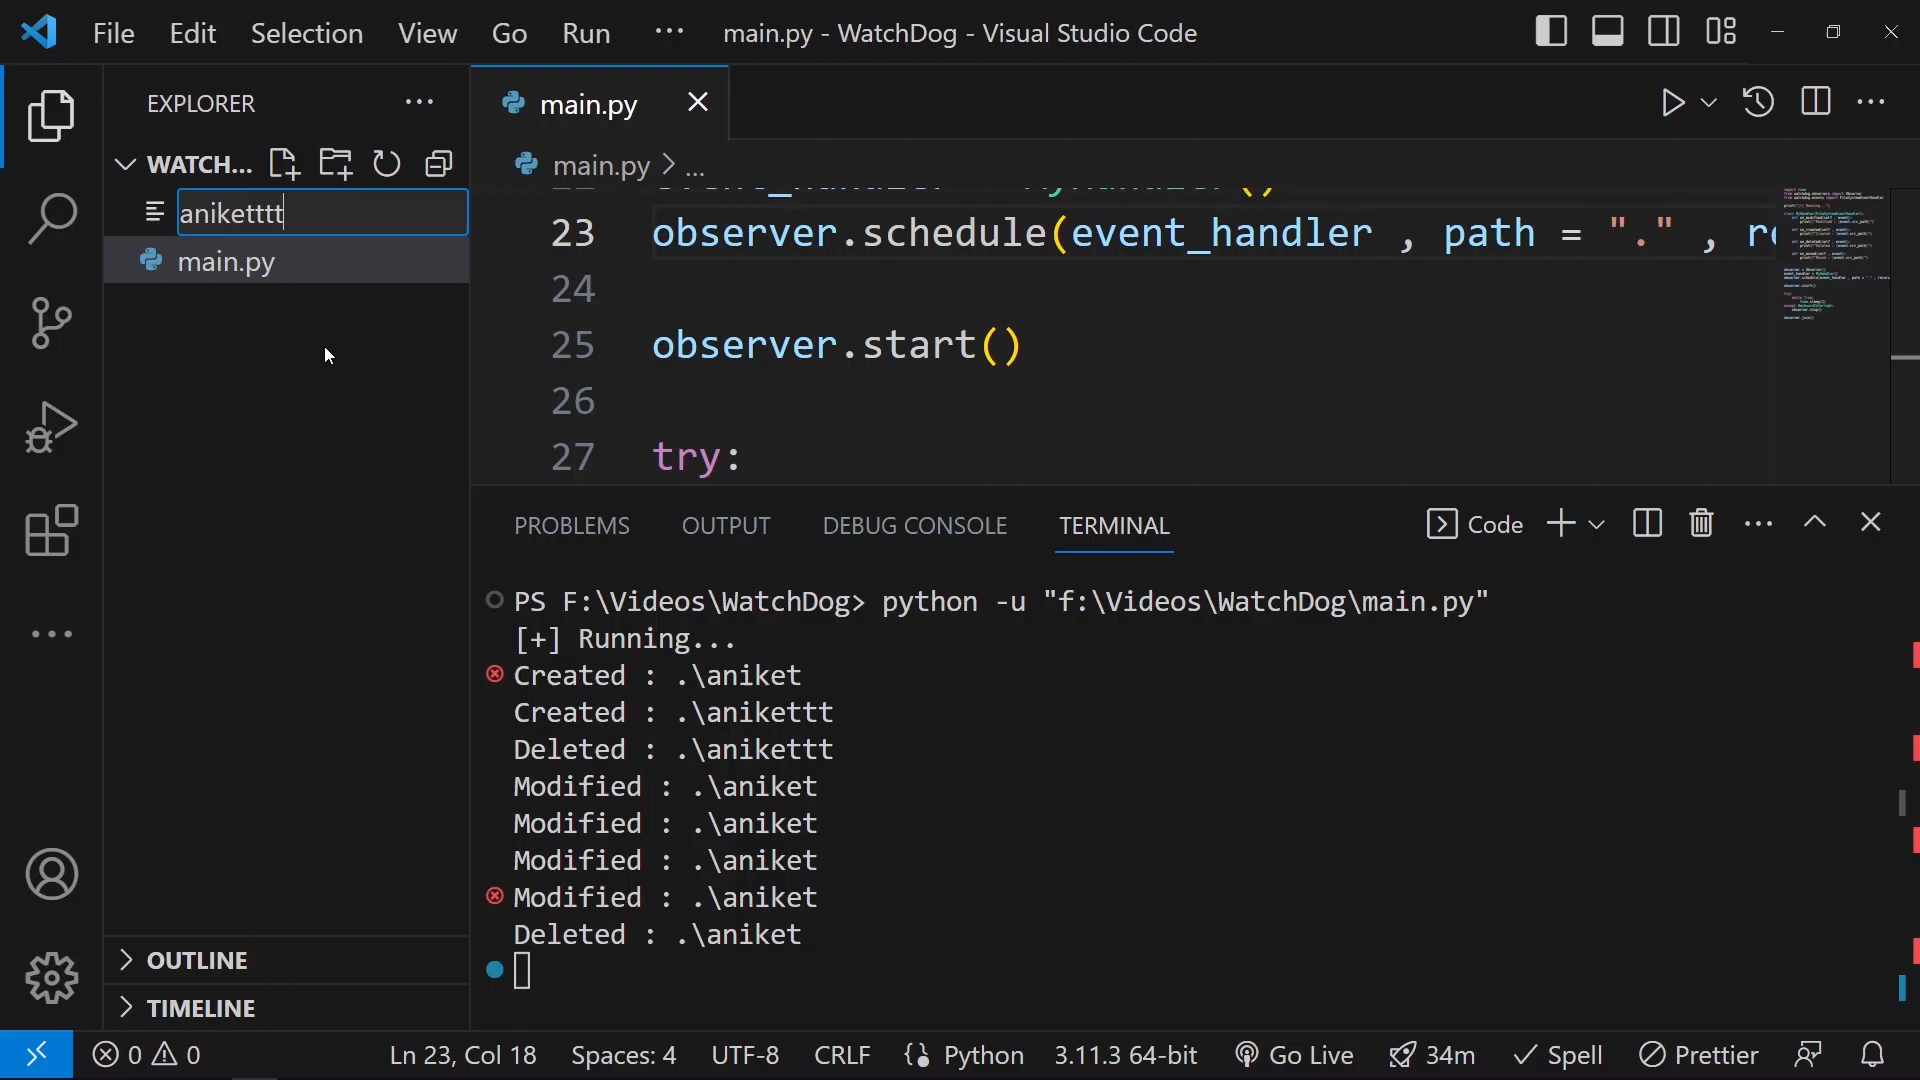 File Edit Selection View Go Run ··· main.py - WatchDog - Visual Studio Code
EXPLORER ···
main.py
WATCH...
main.py > ...
aniketttt
main.py
23 observer.schedule(event_handler , path = "." , re
24
25 observer.start()
26
27 try:
PROBLEMS OUTPUT DEBUG CONSOLE TERMINAL Code
PS F:\Videos\WatchDog> python -u "f:\Videos\WatchDog\main.py"
[+] Running...
Created : .\aniket
Created : .\anikettt
Deleted : .\anikettt
Modified : .\aniket
Modified : .\aniket
Modified : .\aniket
Modified : .\aniket
Deleted : .\aniket
OUTLINE
TIMELINE
0 0 Ln 23, Col 18 Spaces: 4 UTF-8 CRLF Python 3.11.3 64-bit Go Live 34m Spell Prettier